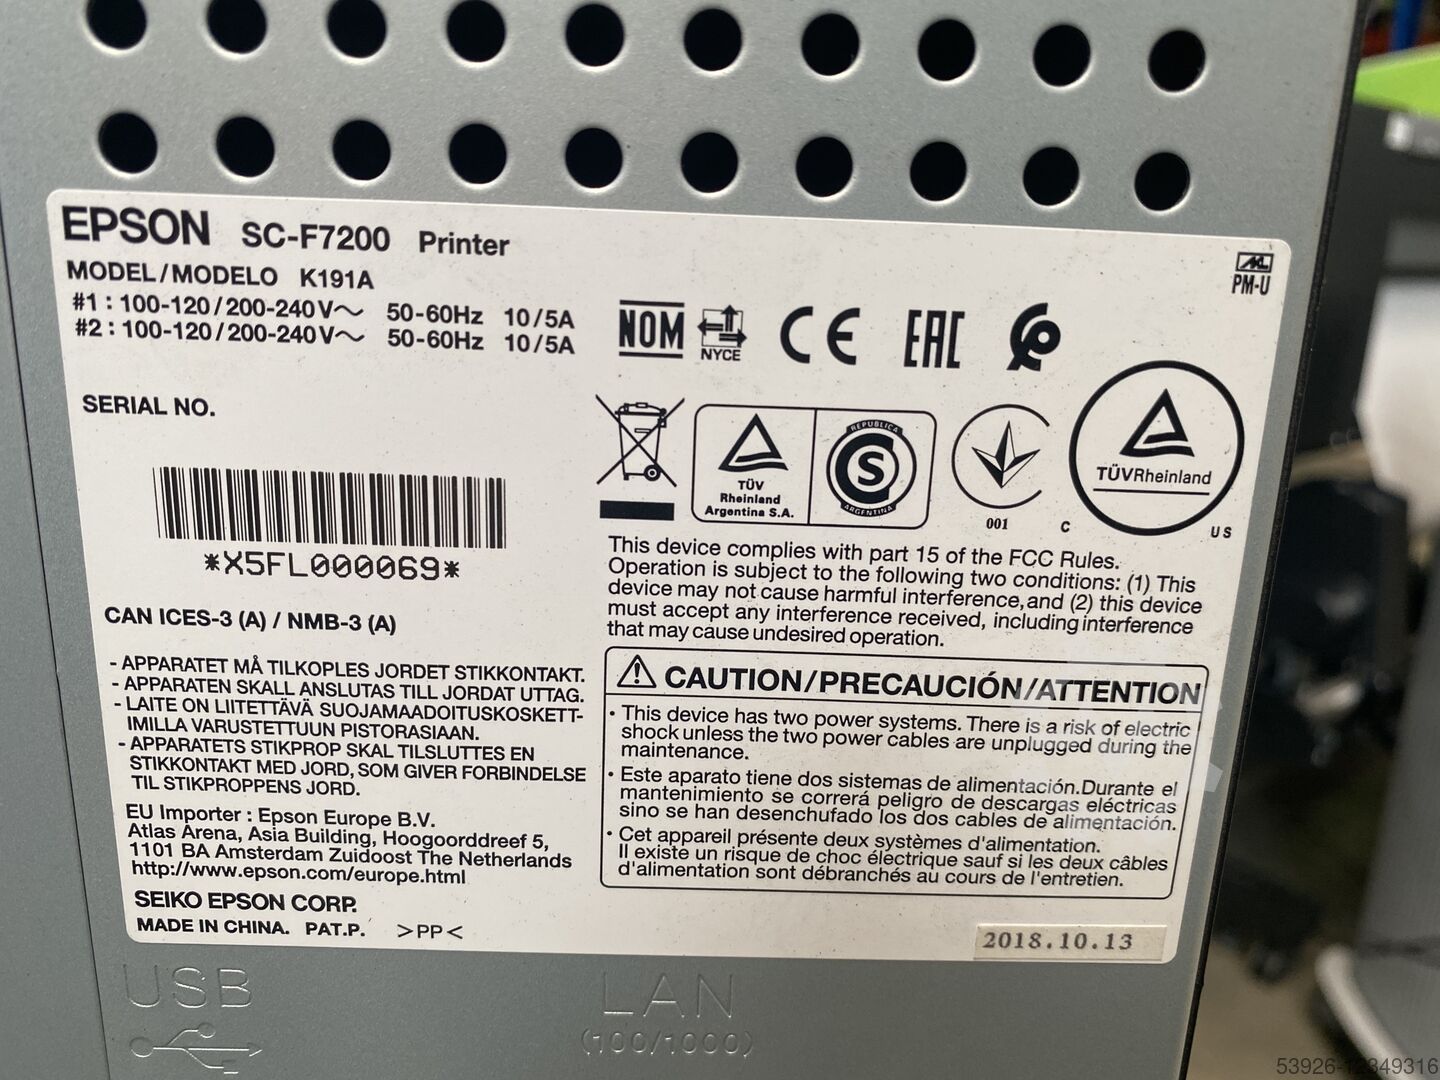 EPSON SC-F7200 Printer
MODEL/MODELO K191A
#1 : 100-120/200-240V～ 50-60Hz 10/5A
#2 : 100-120/200-240V～ 50-60Hz 10/5A
PM-U
NOM NYCE CE EAC
SERIAL NO.
*X5FL000069*
TÜV
Rheinland
Argentina S.A.
REPUBLICA
S
ARGENTINA
001
TÜVRheinland
C US
CAN ICES-3 (A) / NMB-3 (A)
- APPARATET MÅ TILKOPLES JORDET STIKKONTAKT.
- APPARATEN SKALL ANSLUTAS TILL JORDAT UTTAG.
- LAITE ON LIITETTÄVÄ SUOJAMAADOITUSKOSKETT-
IMILLA VARUSTETTUUN PISTORASIAAN.
- APPARATETS STIKPROP SKAL TILSLUTTES EN
STIKKONTAKT MED JORD, SOM GIVER FORBINDELSE
TIL STIKPROPPENS JORD.
EU Importer : Epson Europe B.V.
Atlas Arena, Asia Building, Hoogoorddreef 5,
1101 BA Amsterdam Zuidoost The Netherlands
http://www.epson.com/europe.html
SEIKO EPSON CORP.
MADE IN CHINA. PAT.P. >PP<
This device complies with part 15 of the FCC Rules.
Operation is subject to the following two conditions: (1) This
device may not cause harmful interference, and (2) this device
must accept any interference received, including interference
that may cause undesired operation.
CAUTION/PRECAUCIÓN/ATTENTION
• This device has two power systems. There is a risk of electric
shock unless the two power cables are unplugged during the
maintenance.
• Este aparato tiene dos sistemas de alimentación.Durante el
mantenimiento se correrá peligro de descargas eléctricas
sino se han desenchufado los dos cables de alimentación.
• Cet appareil présente deux systèmes d'alimentation.
Il existe un risque de choc électrique sauf si les deux câbles
d'alimentation sont débranchés au cours de l'entretien.
2018.10.13
USB
LAN
(100/1000)
53926-12349316